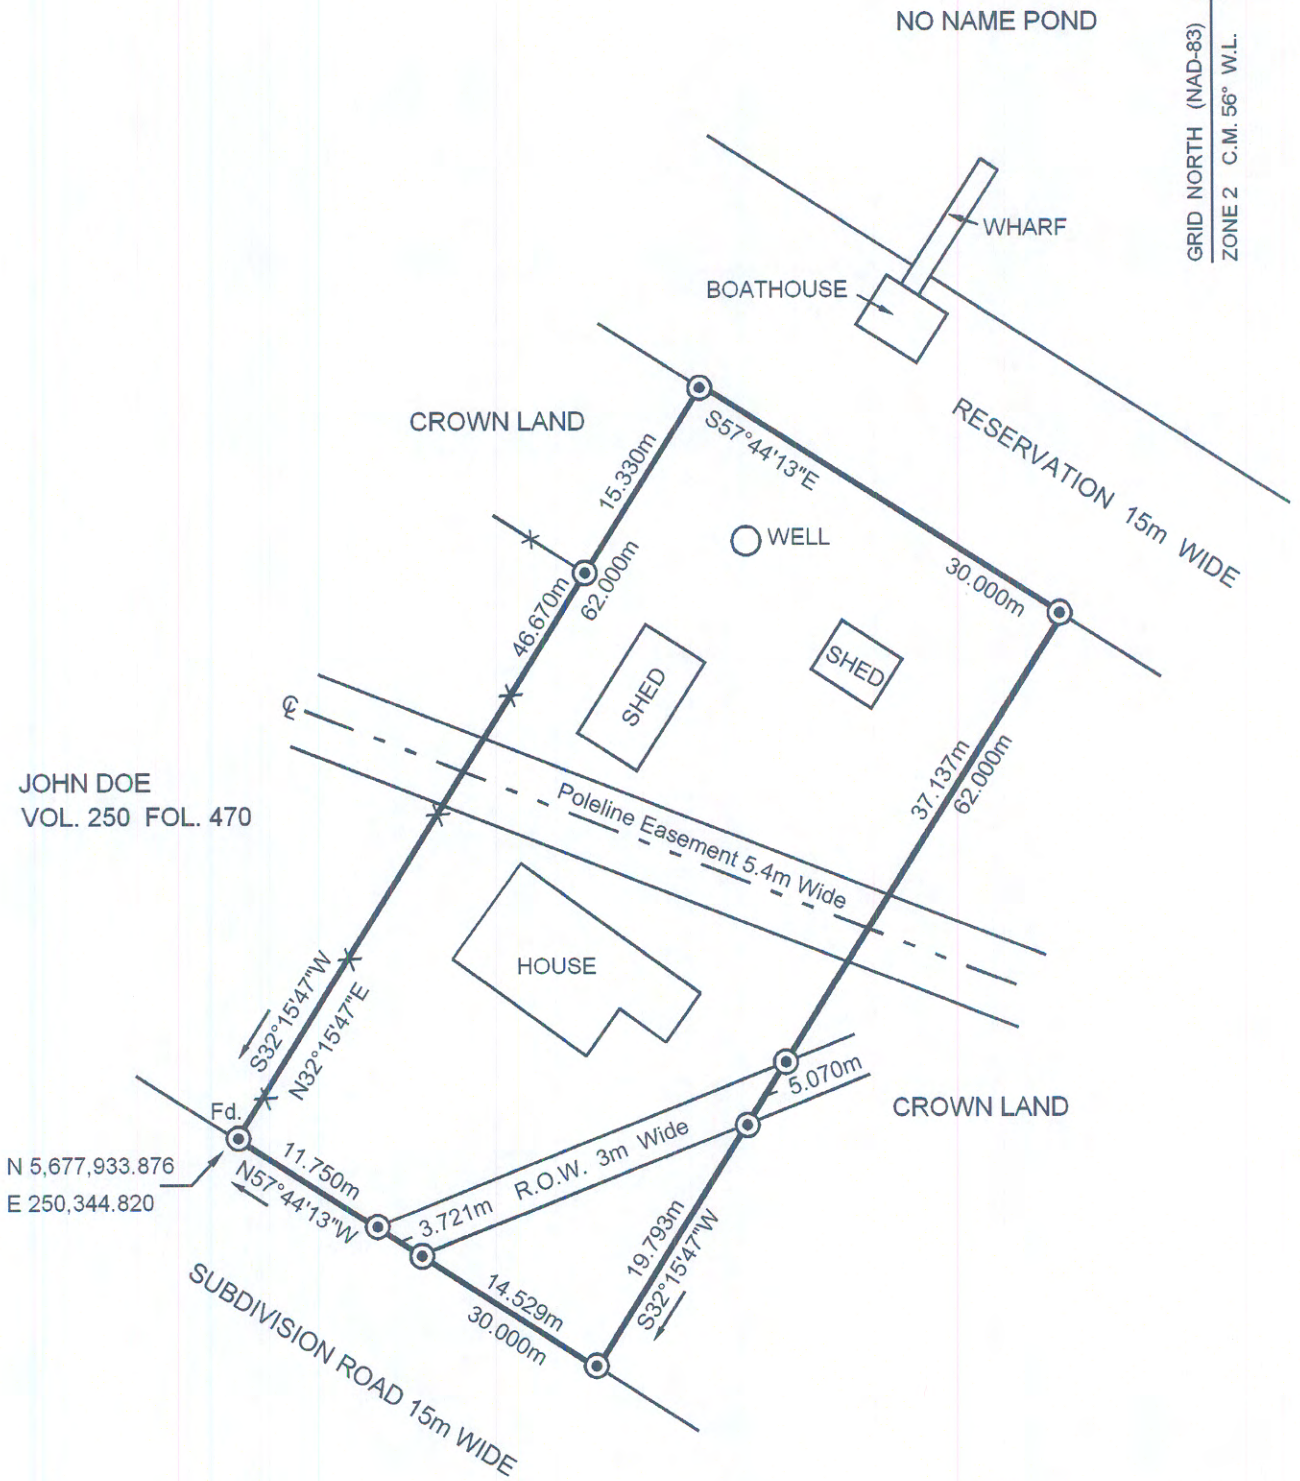 NO NAME POND
GRID NORTH (NAD-83)
ZONE 2 C.M. 56° W.L.
WHARF
BOATHOUSE
CROWN LAND
S57°44'13"E
30.000m
RESERVATION 15m WIDE
15.330m
62.000m
46.670m
WELL
SHED
SHED
℄
JOHN DOE
VOL. 250 FOL. 470
Poleline Easement 5.4m Wide
37.137m
62.000m
HOUSE
S32°15'47"W
N32°15'47"E
Fd.
N 5,677,933.876
E 250,344.820
11.750m
N57°44'13"W
3.721m
R.O.W. 3m Wide
5.070m
CROWN LAND
19.793m
S32°15'47"W
14.529m
30.000m
SUBDIVISION ROAD 15m WIDE